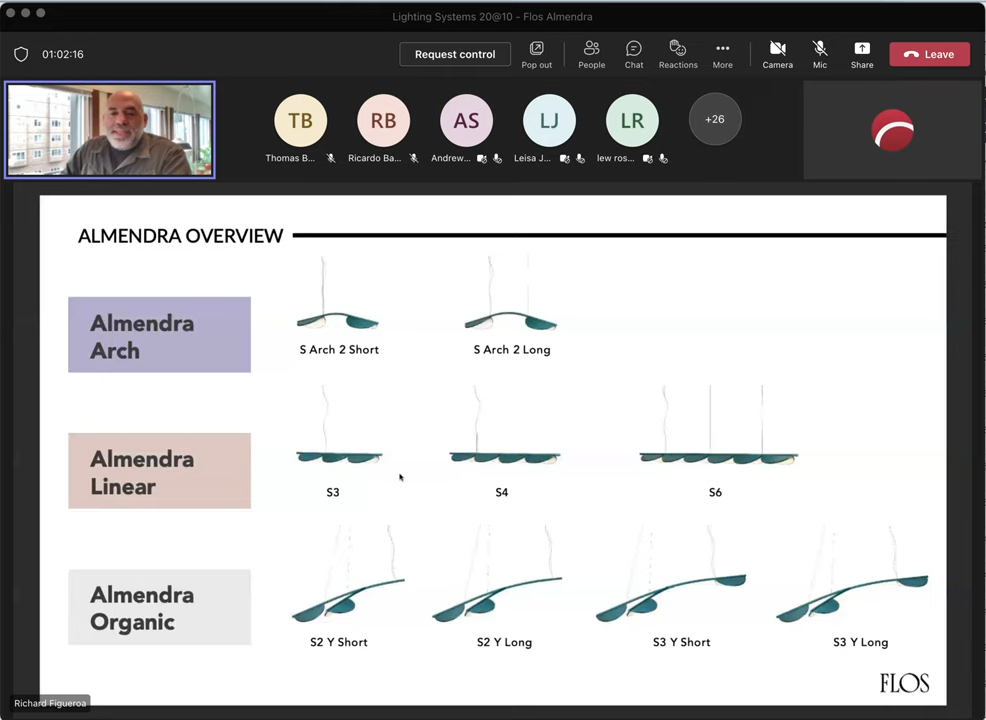 Lighting Systems 20@10 - Flos Almendra
01:02:16
Request control
Pop out
People
Chat
Reactions
More
Camera
Mic
Share
Leave
TB
RB
AS
LJ
LR
+26
Thomas B...
Ricardo Ba...
Andrew...
Leisa J...
lew ros...
ALMENDRA OVERVIEW
Almendra
Arch
S Arch 2 Short
S Arch 2 Long
Almendra
Linear
S3
S4
S6
Almendra
Organic
S2 Y Short
S2 Y Long
S3 Y Short
S3 Y Long
FLOS
Richard Figueroa